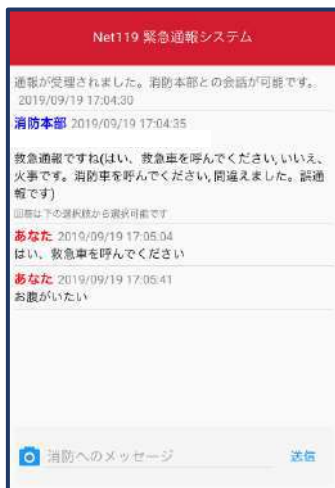 Net119 緊急通報システム
通報が受理されました。消防本部との会話が可能です。
2019/09/19 17:04:30
消防本部 2019/09/19 17:04:35
救急通報ですね(はい、救急車を呼んでください,いいえ、
火事です。消防車を呼んでください,間違えました。誤通
報です)
回答は下の選択肢から選択可能です
あなた 2019/09/19 17:05:04
はい、救急車を呼んでください
あなた 2019/09/19 17:05:41
お腹がいたい
消防へのメッセージ 送信